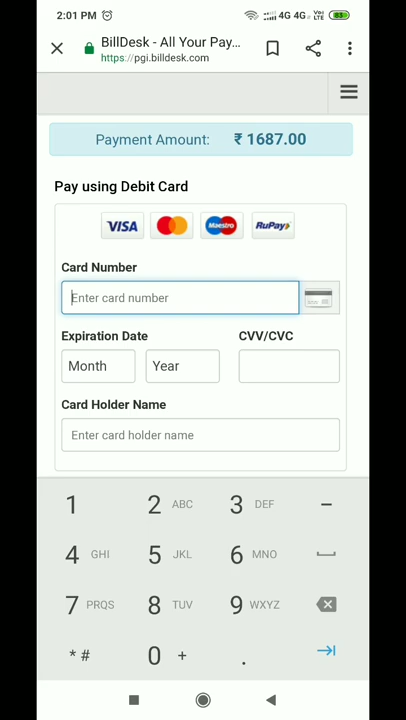 2:01 PM 4G 4G Vo) LTE 83
BillDesk - All Your Pay...
https://pgi.billdesk.com
Payment Amount: ₹ 1687.00
Pay using Debit Card
VISA Maestro RuPay
Card Number
Enter card number
Expiration Date CVV/CVC
Month Year
Card Holder Name
Enter card holder name
1 2 ABC 3 DEF –
4 GHI 5 JKL 6 MNO
7 PRQS 8 TUV 9 WXYZ
* # 0 + .